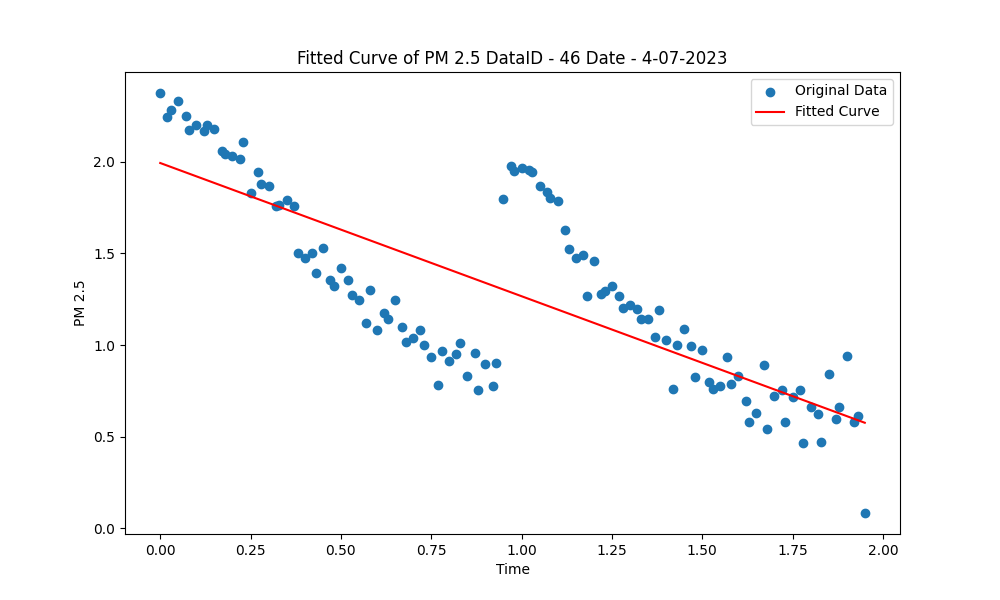 Fitted Curve of PM 2.5 DataID - 46 Date - 4-07-2023
Original Data
Fitted Curve
PM 2.5
2.0
1.5
1.0
0.5
0.0
0.00 0.25 0.50 0.75 1.00 1.25 1.50 1.75 2.00
Time